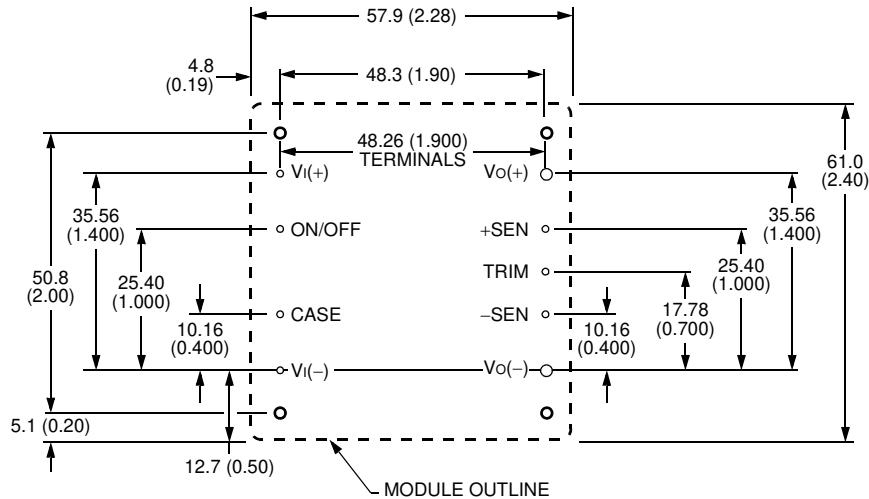 57.9 (2.28)
4.8
(0.19)
48.3 (1.90)
48.26 (1.900)
TERMINALS
VI(+)
VO(+)
61.0
(2.40)
35.56
(1.400)
35.56
(1.400)
ON/OFF
+SEN
50.8
(2.00)
25.40
(1.000)
TRIM
25.40
(1.000)
CASE
–SEN
17.78
(0.700)
10.16
(0.400)
10.16
(0.400)
VI(–)
VO(–)
5.1 (0.20)
12.7 (0.50)
MODULE OUTLINE